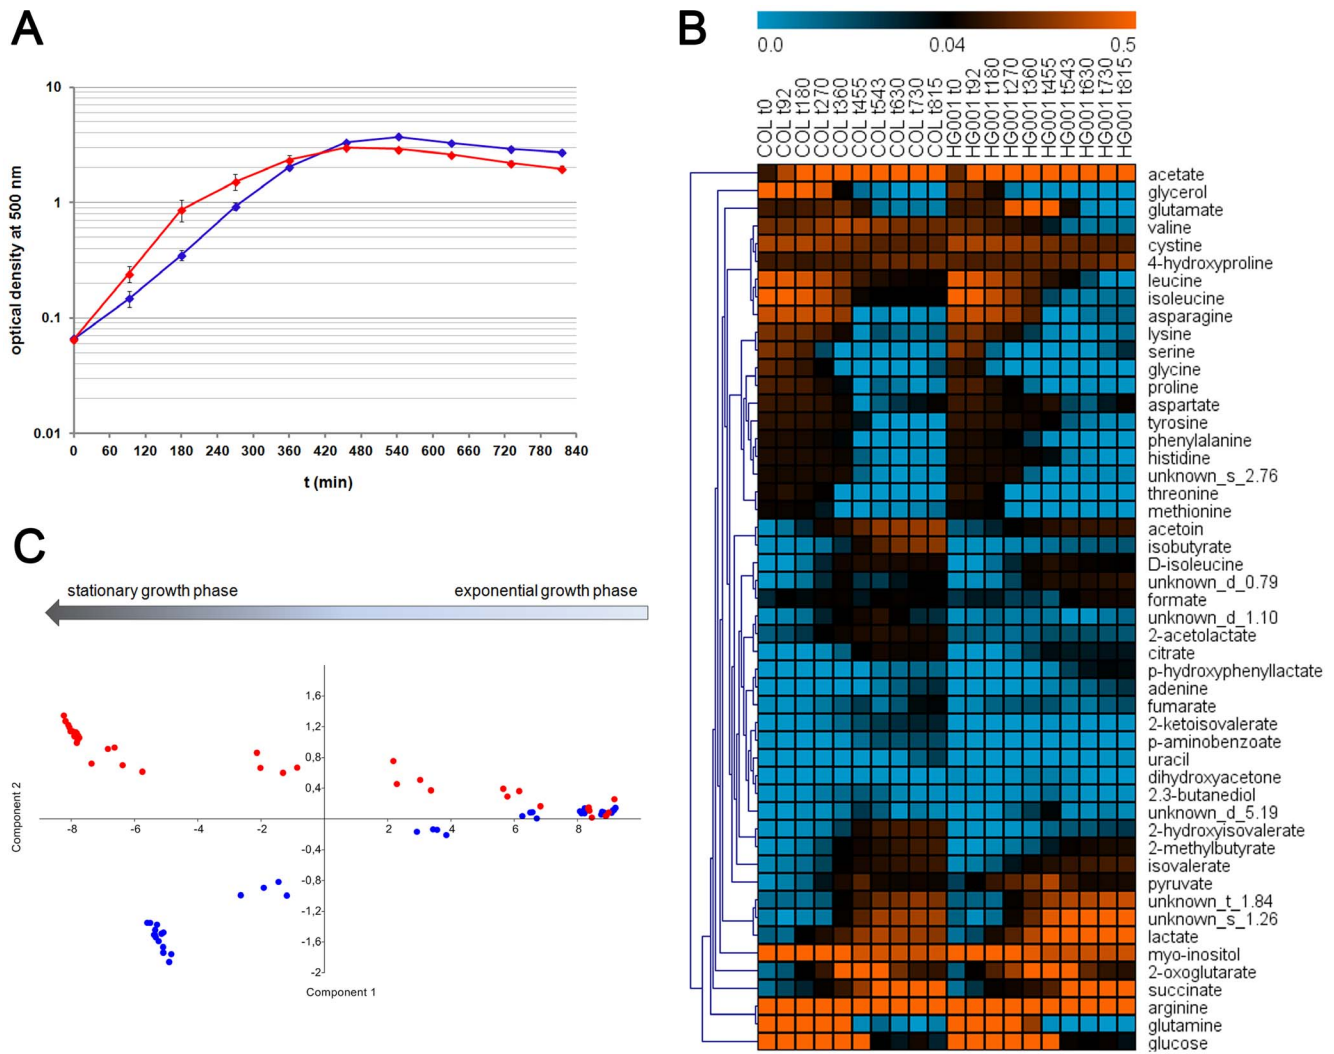 A
10
1
0.1
0.01
optical density at 500 nm
0 60 120 180 240 300 360 420 480 540 600 660 720 780 840
t (min)
B
0.0 0.04 0.5
COL t0
COL t92
COL t180
COL t270
COL t360
COL t455
COL t543
COL t630
COL t730
COL t815
HG001 t0
HG001 t92
HG001 t180
HG001 t270
HG001 t360
HG001 t455
HG001 t543
HG001 t630
HG001 t730
HG001 t815
acetate
glycerol
glutamate
valine
cystine
4-hydroxyproline
leucine
isoleucine
asparagine
lysine
serine
glycine
proline
aspartate
tyrosine
phenylalanine
histidine
unknown_s_2.76
threonine
methionine
acetoin
isobutyrate
D-isoleucine
unknown_d_0.79
formate
unknown_d_1.10
2-acetolactate
citrate
p-hydroxyphenyllactate
adenine
fumarate
2-ketoisovalerate
p-aminobenzoate
uracil
dihydroxyacetone
2.3-butanediol
unknown_d_5.19
2-hydroxyisovalerate
2-methylbutyrate
isovalerate
pyruvate
unknown_t_1.84
unknown_s_1.26
lactate
myo-inositol
2-oxoglutarate
succinate
arginine
glutamine
glucose
C
stationary growth phase exponential growth phase
1,6
1,2
0,8
0,4
-8 -6 -4 -2 2 4 6 8
-0,4
-0,8
-1,2
-1,6
-2
Component 2
Component 1